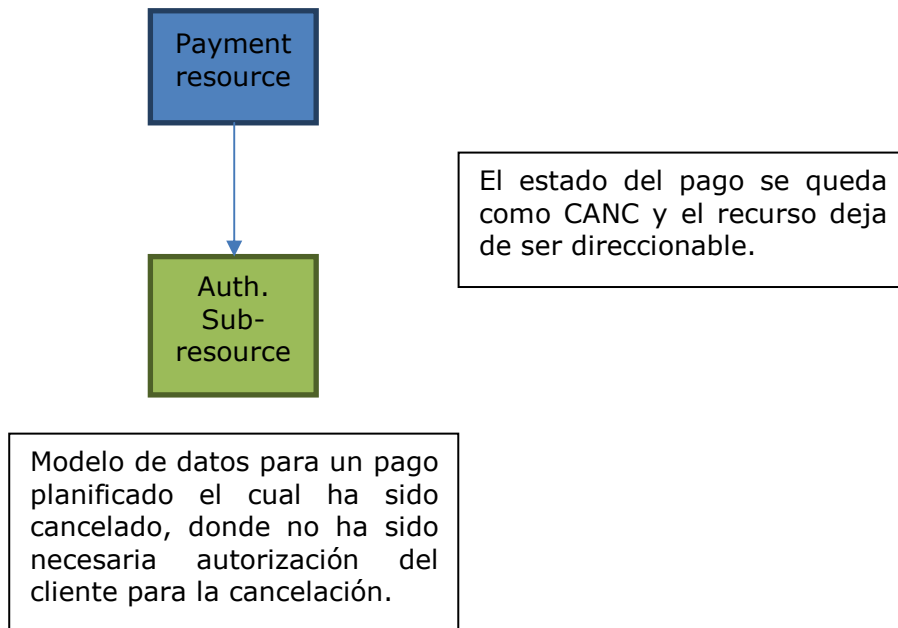 Payment
resource
El estado del pago se queda
como CANC y el recurso deja
de ser direccionable.
Auth.
Sub-
resource
Modelo de datos para un pago
planificado el cual ha sido
cancelado, donde no ha sido
necesaria autorización del
cliente para la cancelación.